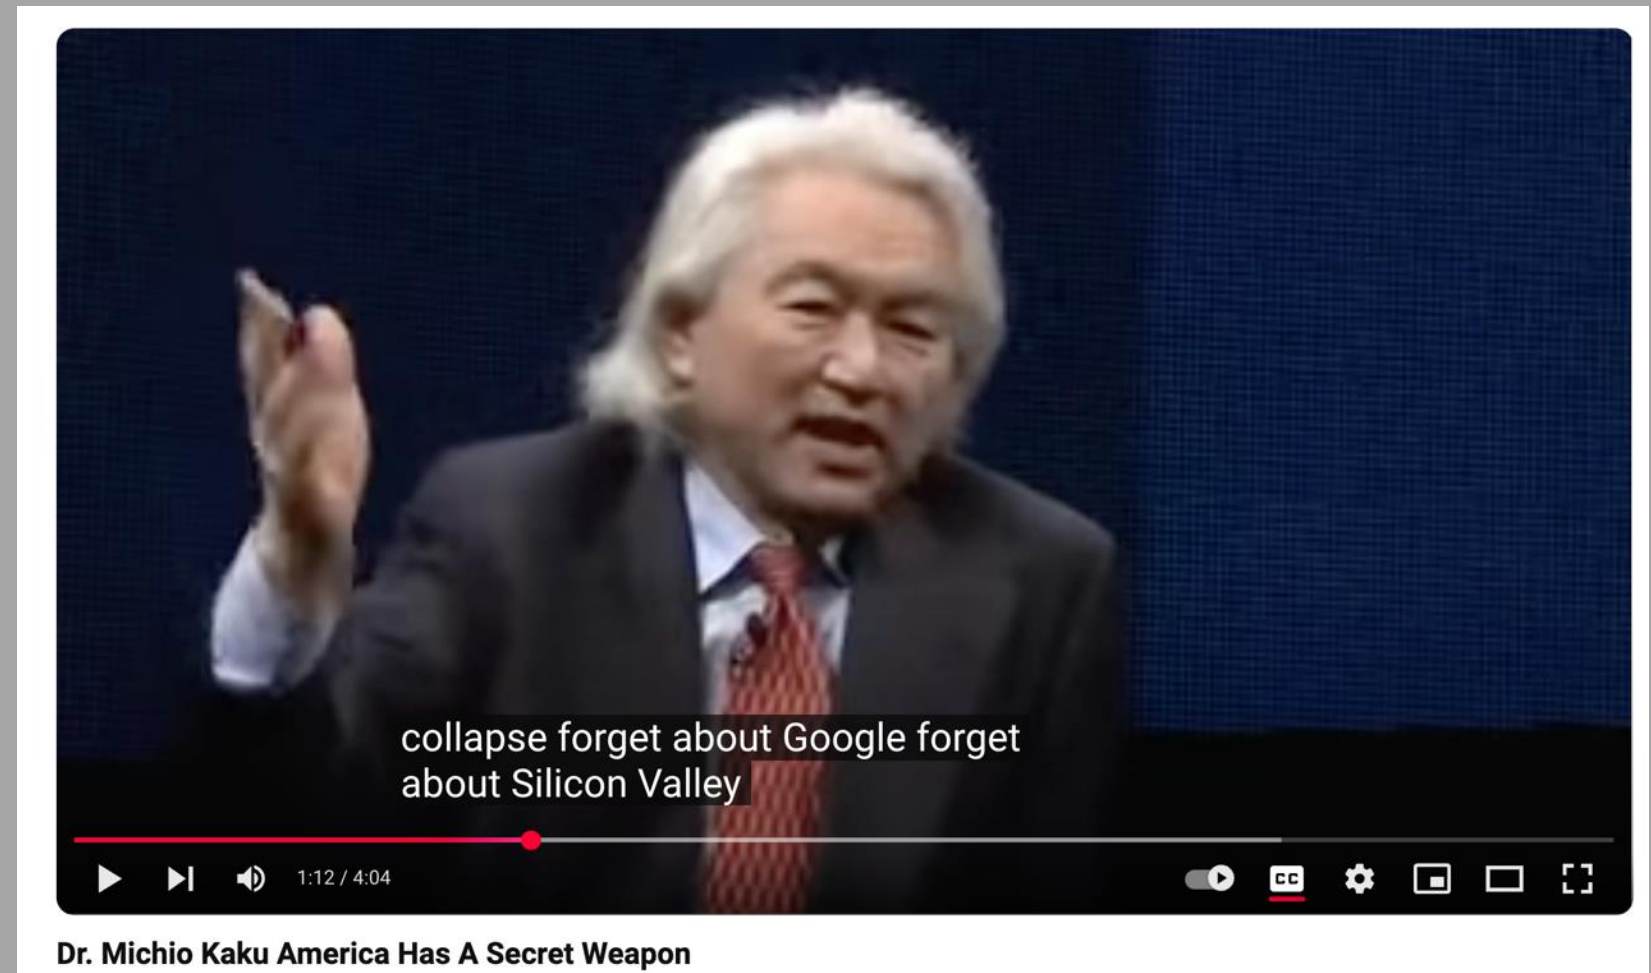 collapse forget about Google forget
about Silicon Valley
1:12 / 4:04
CC
Dr. Michio Kaku America Has A Secret Weapon